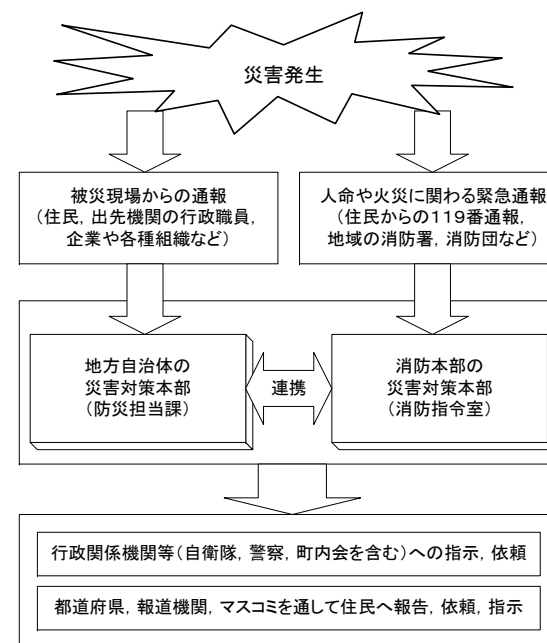 災害発生
被災現場からの通報
（住民，出先機関の行政職員，
企業や各種組織など）
人命や火災に関わる緊急通報
（住民からの１１９番通報，
地域の消防署，消防団など）
地方自治体の
災害対策本部
（防災担当課）
連携
消防本部の
災害対策本部
（消防指令室）
行政関係機関等（自衛隊，警察，町内会を含む）への指示，依頼
都道府県，報道機関，マスコミを通して住民へ報告，依頼，指示